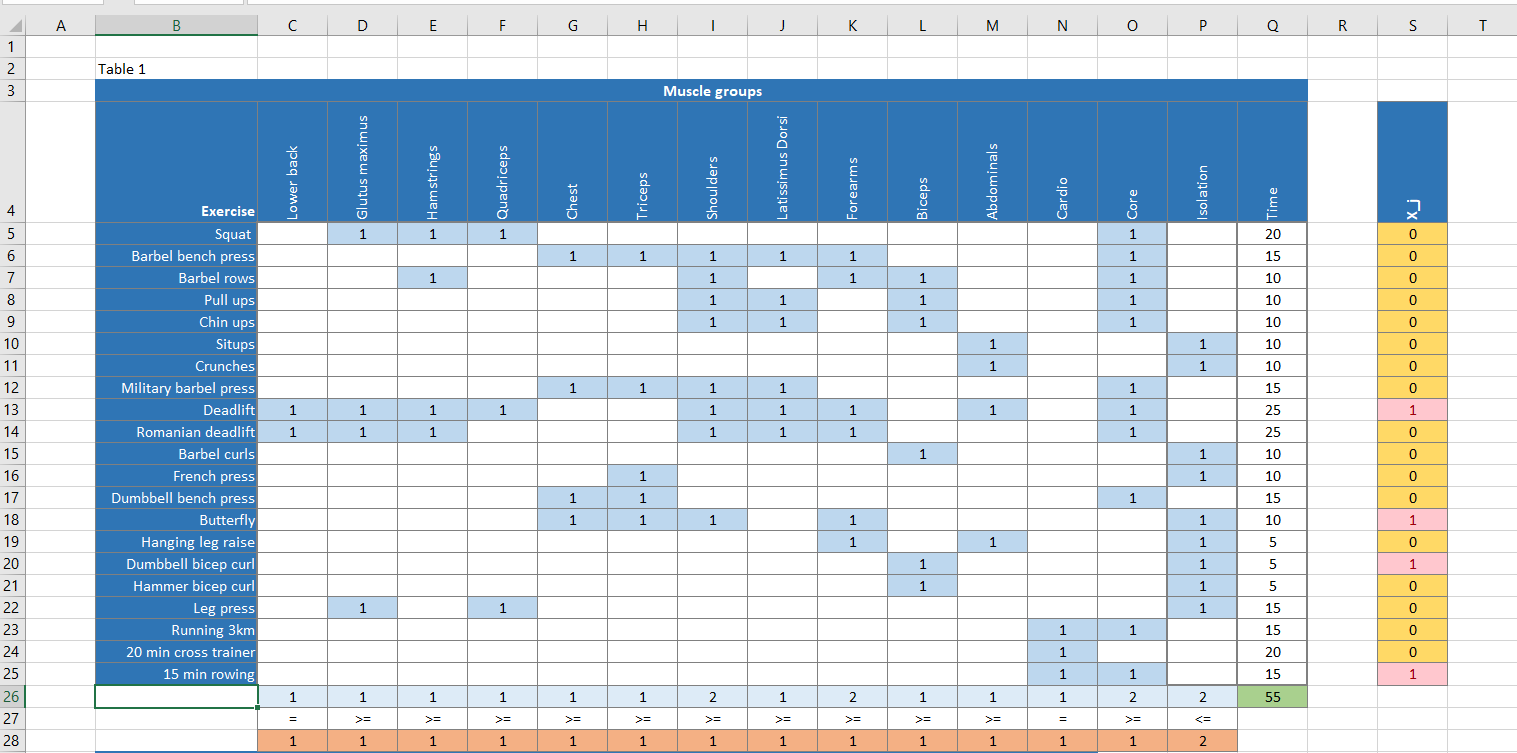 A B C D E F G H I J K L M N O P Q R S T
1
2 Table 1
3 Muscle groups
4 Exercise Lower back Glutus maximus Hamstrings Quadriceps Chest Triceps Shoulders Latissimus Dorsi Forearms Biceps Abdominals Cardio Core Isolation Time x_j
5 Squat 1 1 1 1 20 0
6 Barbel bench press 1 1 1 1 1 1 15 0
7 Barbel rows 1 1 1 1 1 10 0
8 Pull ups 1 1 1 1 10 0
9 Chin ups 1 1 1 1 10 0
10 Situps 1 1 10 0
11 Crunches 1 1 10 0
12 Military barbel press 1 1 1 1 1 15 0
13 Deadlift 1 1 1 1 1 1 1 1 1 25 1
14 Romanian deadlift 1 1 1 1 1 1 1 25 0
15 Barbel curls 1 1 10 0
16 French press 1 1 10 0
17 Dumbbell bench press 1 1 1 15 0
18 Butterfly 1 1 1 1 1 10 1
19 Hanging leg raise 1 1 1 5 0
20 Dumbbell bicep curl 1 1 5 1
21 Hammer bicep curl 1 1 5 0
22 Leg press 1 1 1 15 0
23 Running 3km 1 1 15 0
24 20 min cross trainer 1 20 0
25 15 min rowing 1 1 15 1
26 1 1 1 1 1 1 2 1 2 1 1 1 2 2 55
27 = >= >= >= >= >= >= >= >= >= >= = >= <=
28 1 1 1 1 1 1 1 1 1 1 1 1 1 2